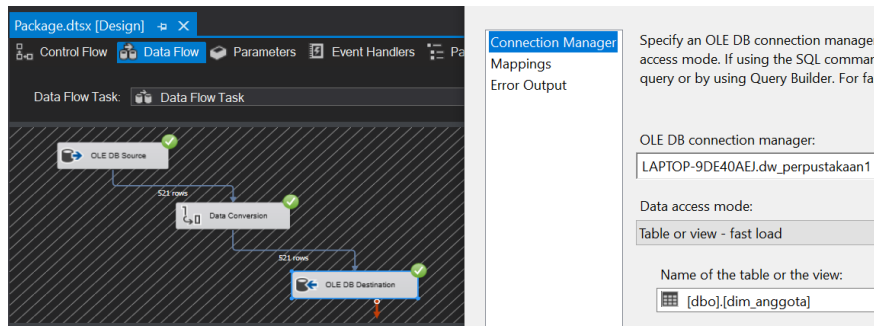 Package.dtsx [Design]
Control Flow Data Flow Parameters Event Handlers Pa
Data Flow Task: Data Flow Task
OLE DB Source
521 rows
Data Conversion
521 rows
OLE DB Destination
Connection Manager
Mappings
Error Output
Specify an OLE DB connection manage
access mode. If using the SQL comman
query or by using Query Builder. For fa
OLE DB connection manager:
LAPTOP-9DE40AEJ.dw_perpustakaan1
Data access mode:
Table or view - fast load
Name of the table or the view:
[dbo].[dim_anggota]